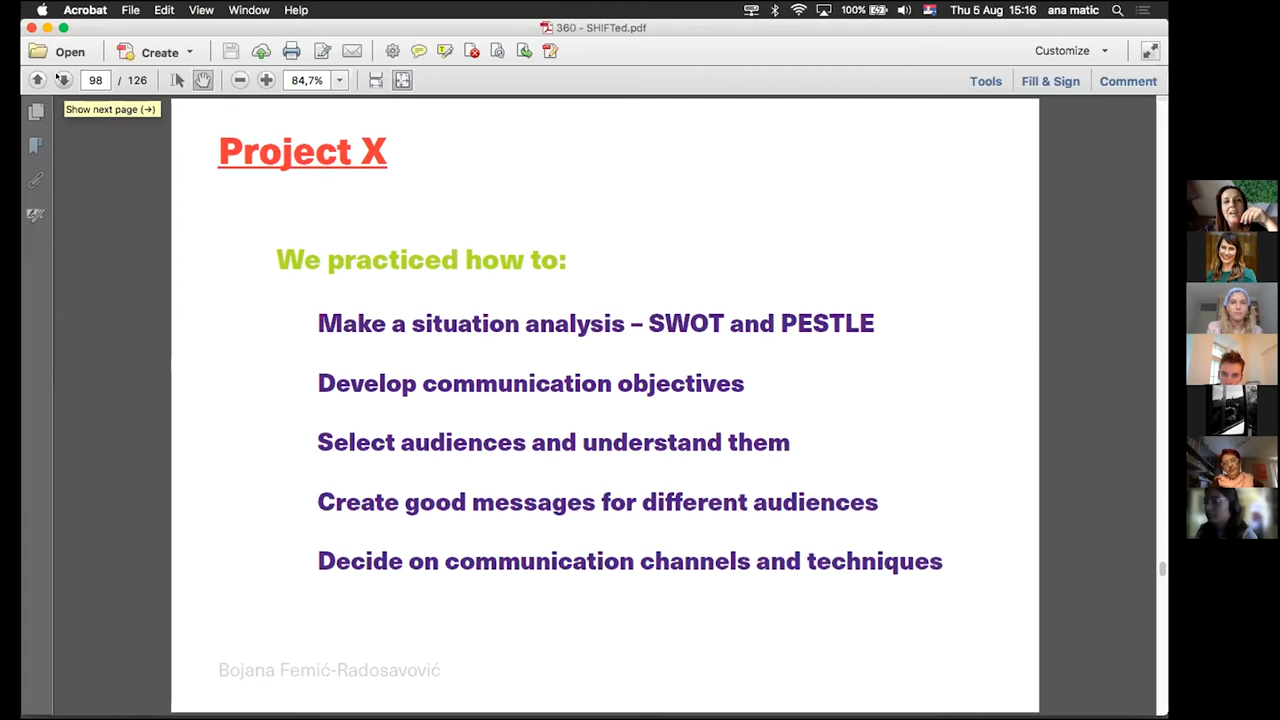 Acrobat File Edit View Window Help 100% Thu 5 Aug 15:16 ana matic
360 - SHIFTed.pdf
Open Create Customize
98 / 126 84,7% Tools Fill & Sign Comment
Show next page (→)
Project X
We practiced how to:
Make a situation analysis – SWOT and PESTLE
Develop communication objectives
Select audiences and understand them
Create good messages for different audiences
Decide on communication channels and techniques
Bojana Femić-Radosavović